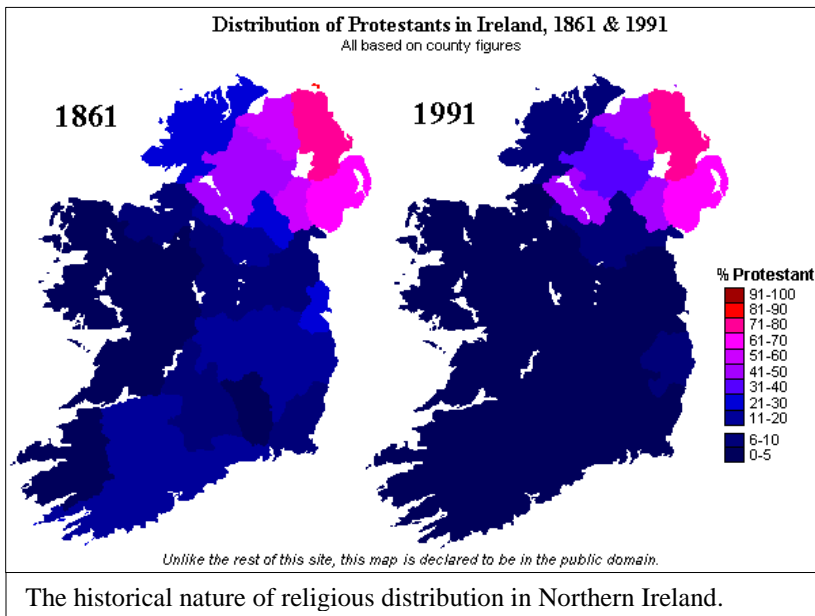 Distribution of Protestants in Ireland, 1861 & 1991
All based on county figures
1861
1991
% Protestant
91-100
81-90
71-80
61-70
51-60
41-50
31-40
21-30
11-20
6-10
0-5
Unlike the rest of this site, this map is declared to be in the public domain.
The historical nature of religious distribution in Northern Ireland.